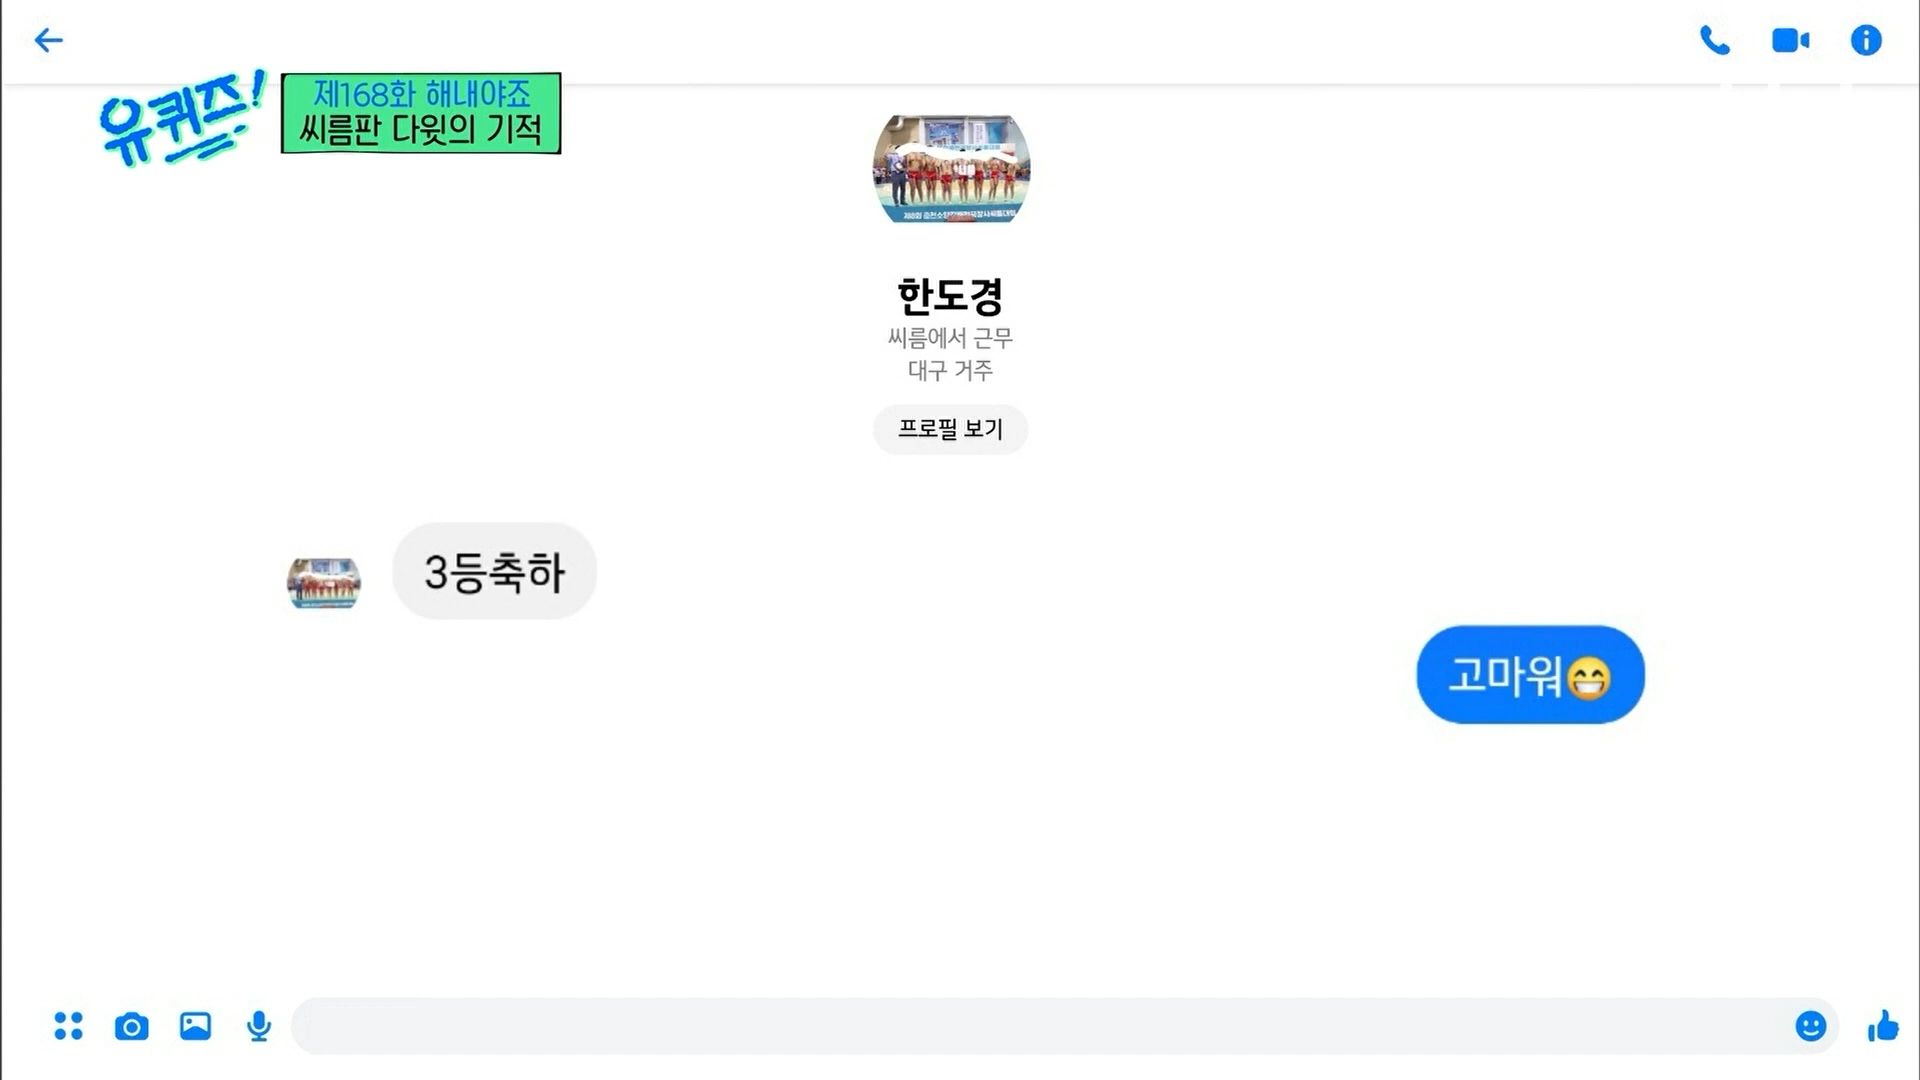 유퀴즈!
제168화 해내야죠
씨름판 다윗의 기적
한도경
씨름에서 근무
대구 거주
프로필 보기
3등축하
고마워😁